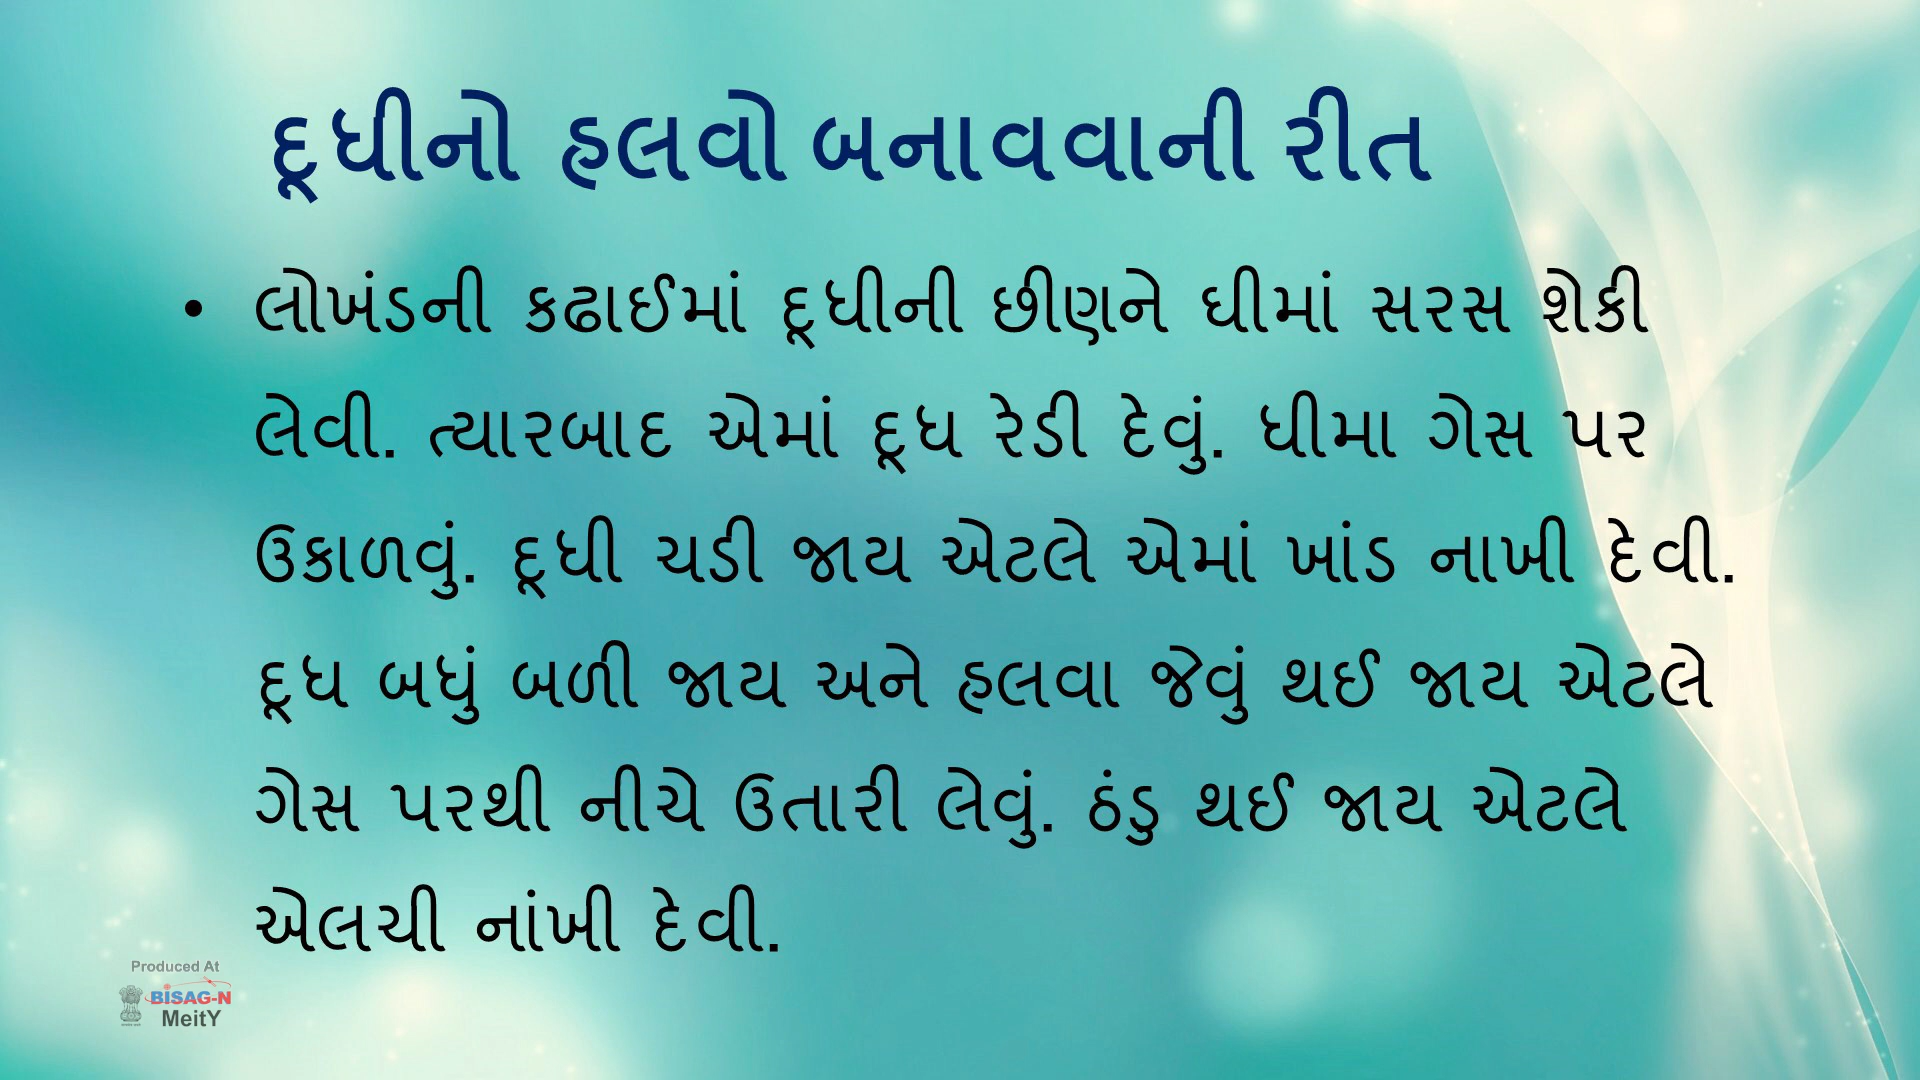 દૂધીનો હલવો બનાવવાની રીત
• લોખંડની કઢાઈમાં દૂધીની છીણને ઘીમાં સરસ શેકી
લેવી. ત્યારબાદ એમાં દૂધ રેડી દેવું. ધીમા ગેસ પર
ઉકાળવું. દૂધી ચડી જાય એટલે એમાં ખાંડ નાખી દેવી.
દૂધ બધું બળી જાય અને હલવા જેવું થઈ જાય એટલે
ગેસ પરથી નીચે ઉતારી લેવું. ઠંડુ થઈ જાય એટલે
એલચી નાંખી દેવી.
Produced At
BISAG-N
MeitY